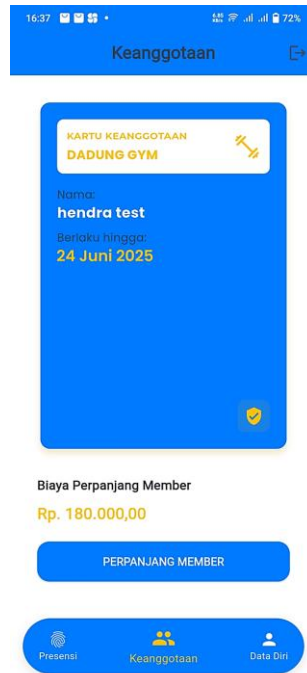 16:37
72%
Keanggotaan
KARTU KEANGGOTAAN
DADUNG GYM
Nama:
hendra test
Berlaku hingga:
24 Juni 2025
Biaya Perpanjang Member
Rp. 180.000,00
PERPANJANG MEMBER
Presensi
Keanggotaan
Data Diri